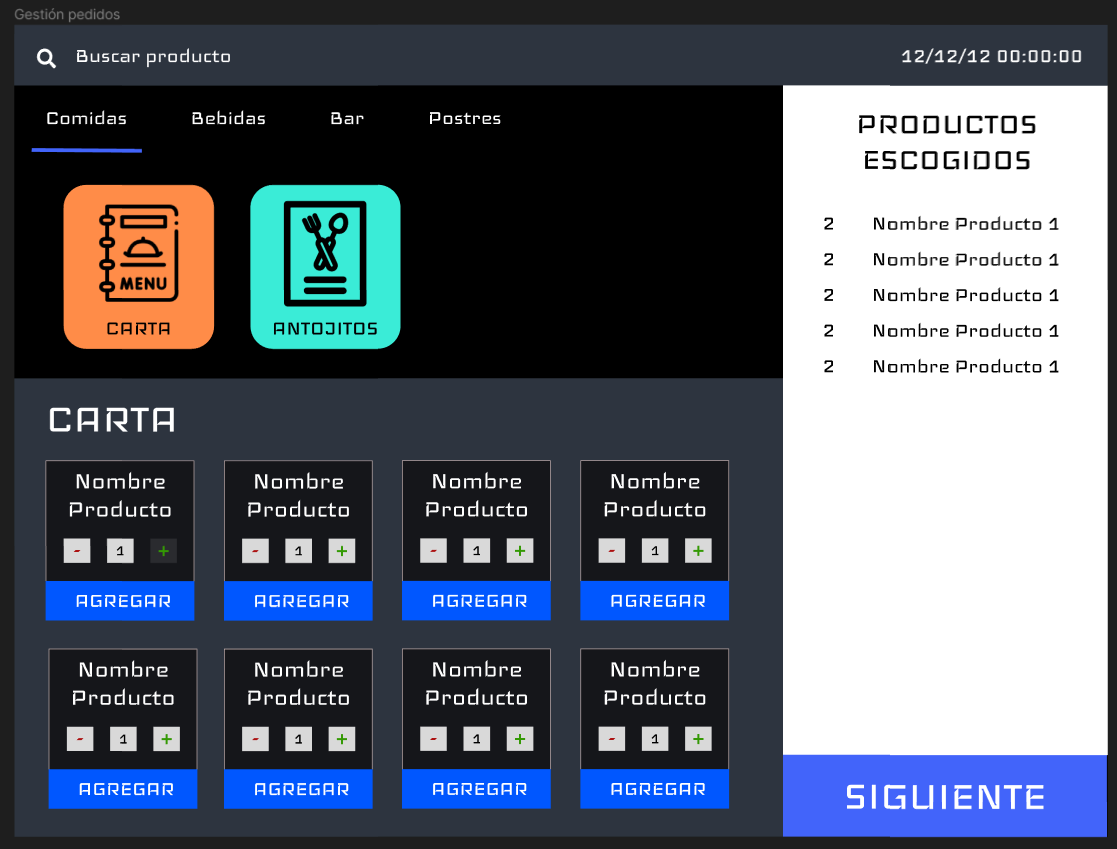 Gestión pedidos
Buscar producto
12/12/12 00:00:00
Comidas Bebidas Bar Postres
MENU
CARTA
ANTOJITOS
CARTA
Nombre Producto
- 1 +
AGREGAR
Nombre Producto
- 1 +
AGREGAR
Nombre Producto
- 1 +
AGREGAR
Nombre Producto
- 1 +
AGREGAR
Nombre Producto
- 1 +
AGREGAR
Nombre Producto
- 1 +
AGREGAR
Nombre Producto
- 1 +
AGREGAR
Nombre Producto
- 1 +
AGREGAR
PRODUCTOS
ESCOGIDOS
2 Nombre Producto 1
2 Nombre Producto 1
2 Nombre Producto 1
2 Nombre Producto 1
2 Nombre Producto 1
SIGUIENTE